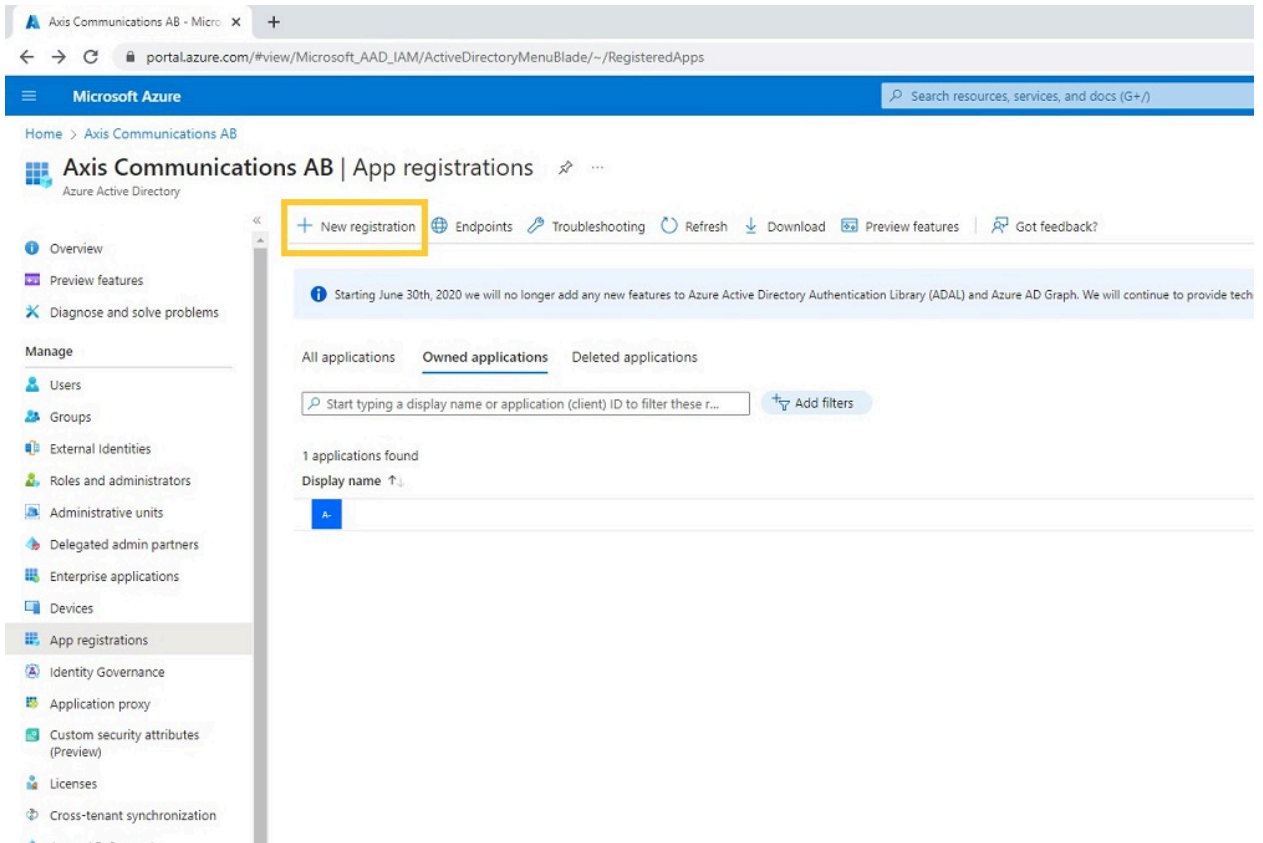 Axis Communications AB - Micro
portal.azure.com/#view/Microsoft_AAD_IAM/ActiveDirectoryMenuBlade/~/RegisteredApps
Microsoft Azure
Search resources, services, and docs (G+/)
Home > Axis Communications AB
Axis Communications AB | App registrations
Azure Active Directory
New registration
Endpoints
Troubleshooting
Refresh
Download
Preview features
Got feedback?
Overview
Preview features
Diagnose and solve problems
Manage
Users
Groups
External Identities
Roles and administrators
Administrative units
Delegated admin partners
Enterprise applications
Devices
App registrations
Identity Governance
Application proxy
Custom security attributes
(Preview)
Licenses
Cross-tenant synchronization
Starting June 30th, 2020 we will no longer add any new features to Azure Active Directory Authentication Library (ADAL) and Azure AD Graph. We will continue to provide tech
All applications
Owned applications
Deleted applications
Start typing a display name or application (client) ID to filter these r...
Add filters
1 applications found
Display name
A-